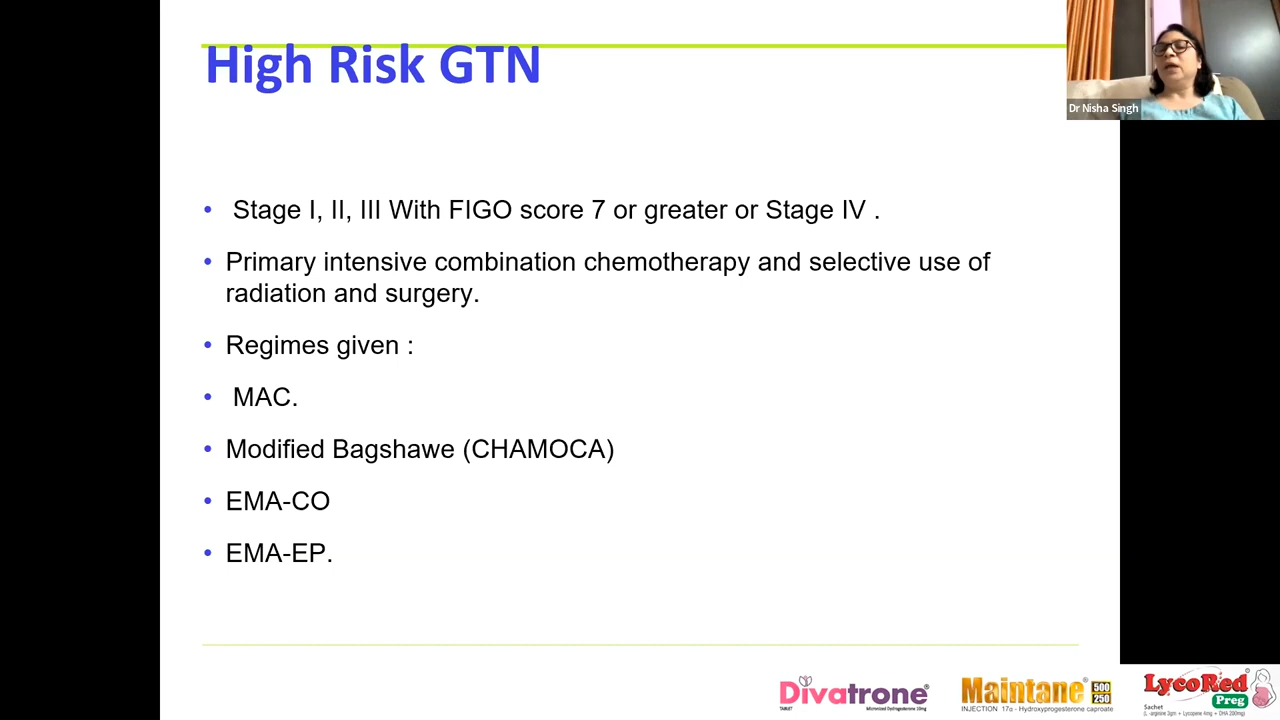 High Risk GTN
Dr Nisha Singh
• Stage I, II, III With FIGO score 7 or greater or Stage IV .
• Primary intensive combination chemotherapy and selective use of
radiation and surgery.
• Regimes given :
• MAC.
• Modified Bagshawe (CHAMOCA)
• EMA-CO
• EMA-EP.
Divatrone®
TABLET Micronized Dydrogesterone 10mg
Maintane 500 250
INJECTION 17α - Hydroxyprogesterone caproate
LycoRed®
Preg
Sachet
(L -arginine 3gm + Lycopene 4mg + DHA 200mg)